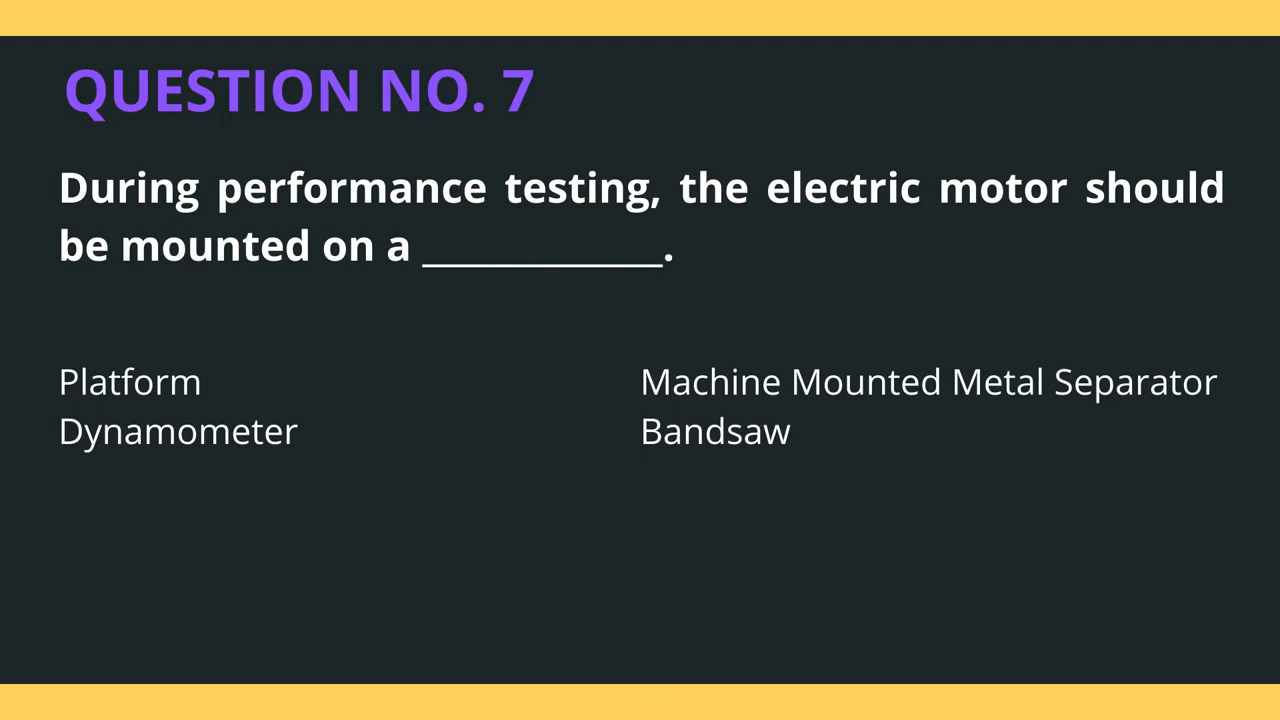 QUESTION NO. 7
During performance testing, the electric motor should
be mounted on a ____________.
Platform
Dynamometer
Machine Mounted Metal Separator
Bandsaw